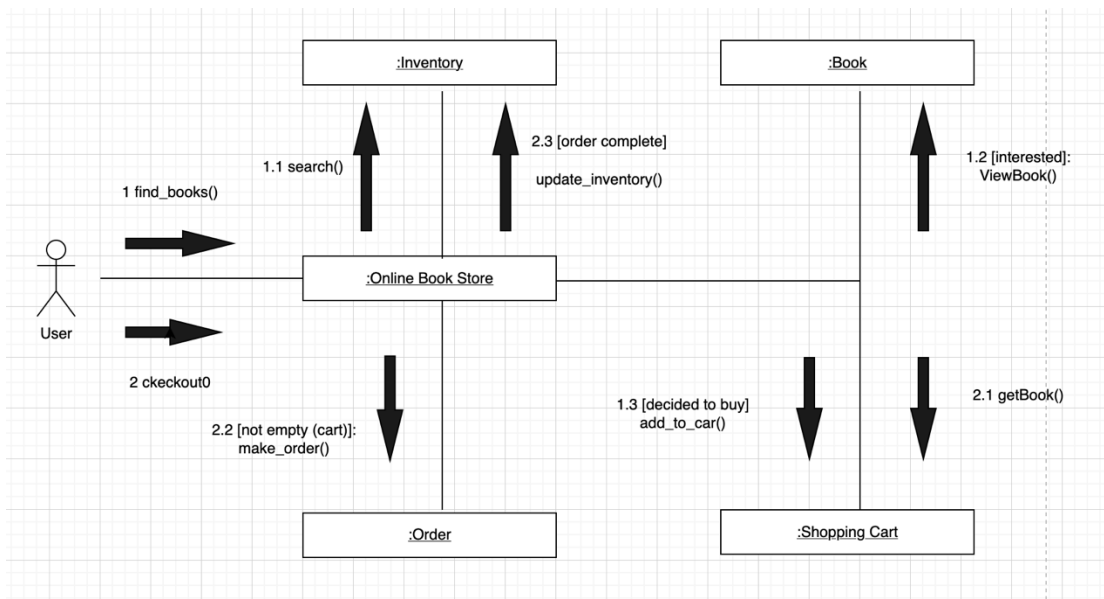 :Inventory
:Book
2.3 [order complete]
update_inventory()
1.1 search()
1.2 [interested]:
ViewBook()
1 find_books()
:Online Book Store
User
2 ckeckout0
2.2 [not empty (cart)]:
make_order()
1.3 [decided to buy]
add_to_car()
2.1 getBook()
:Order
:Shopping Cart